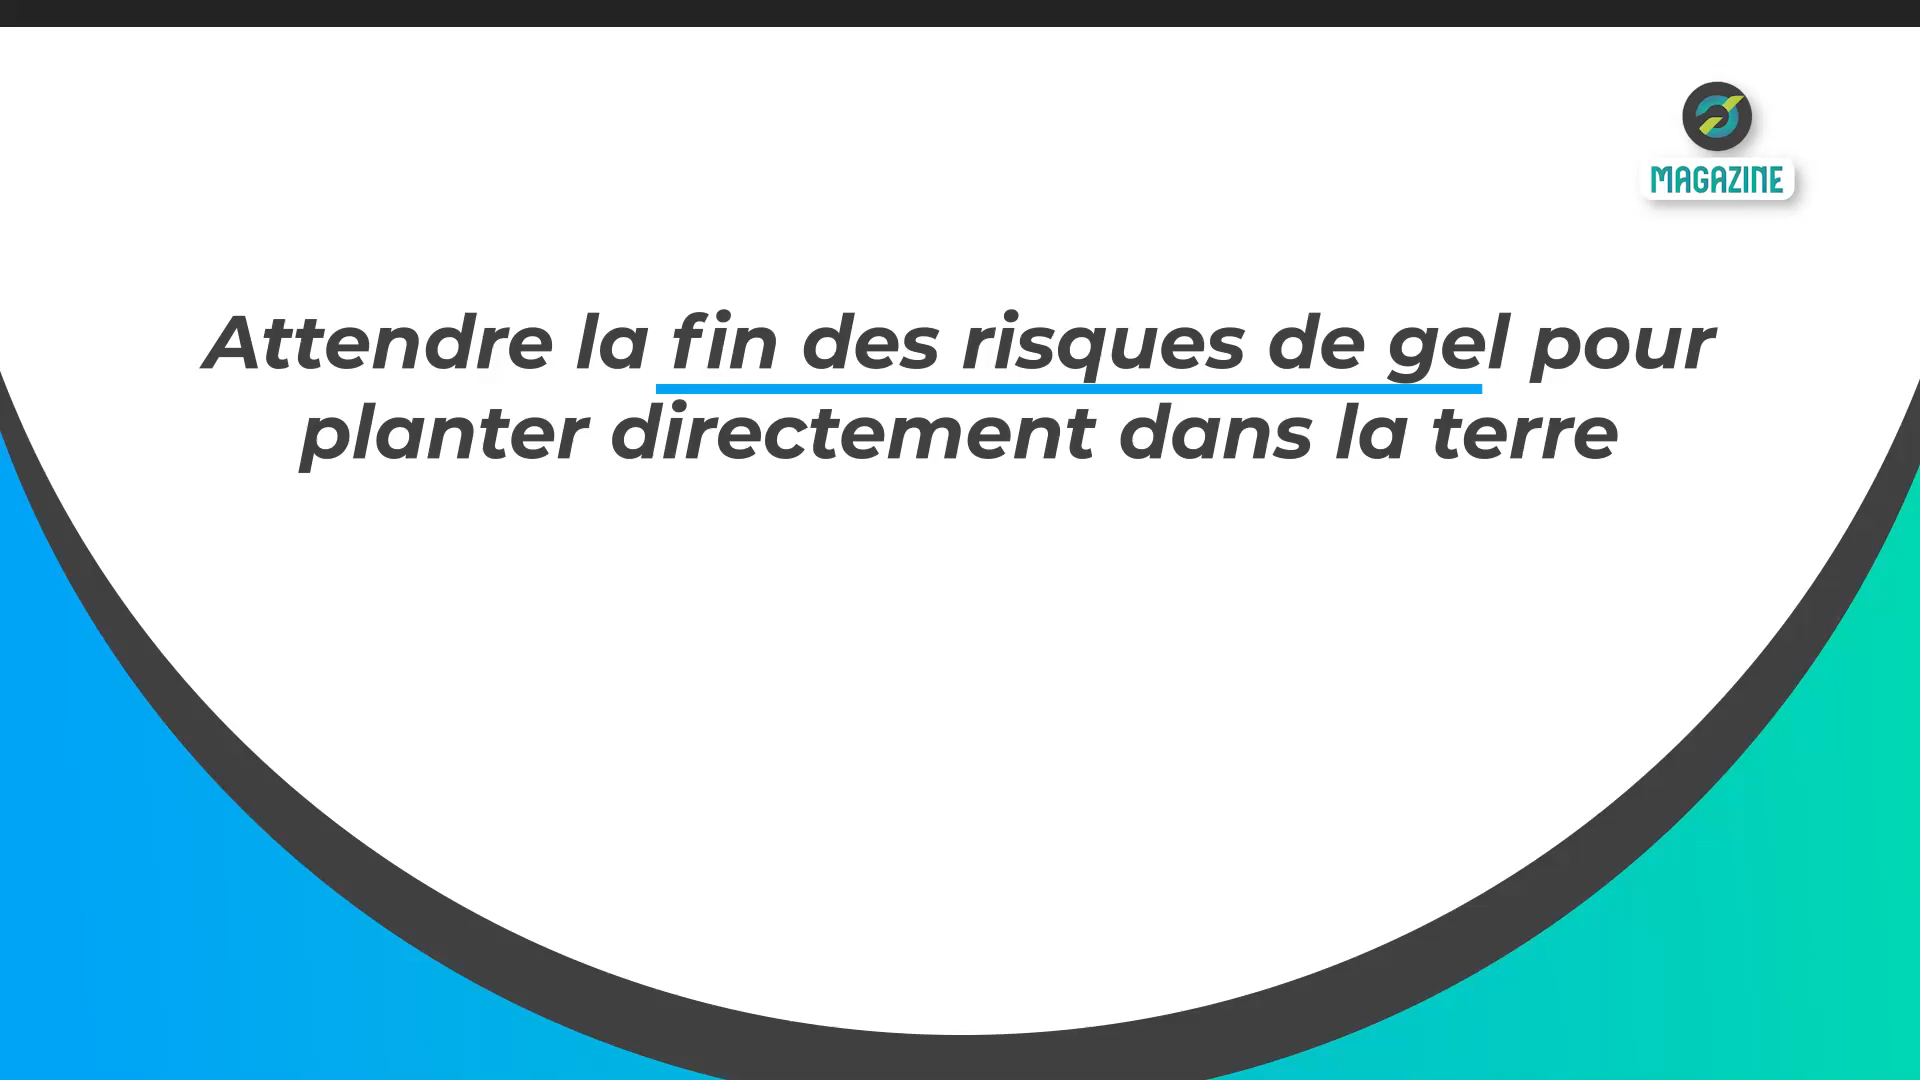 MAGAZINE
Attendre la fin des risques de gel pour
planter directement dans la terre